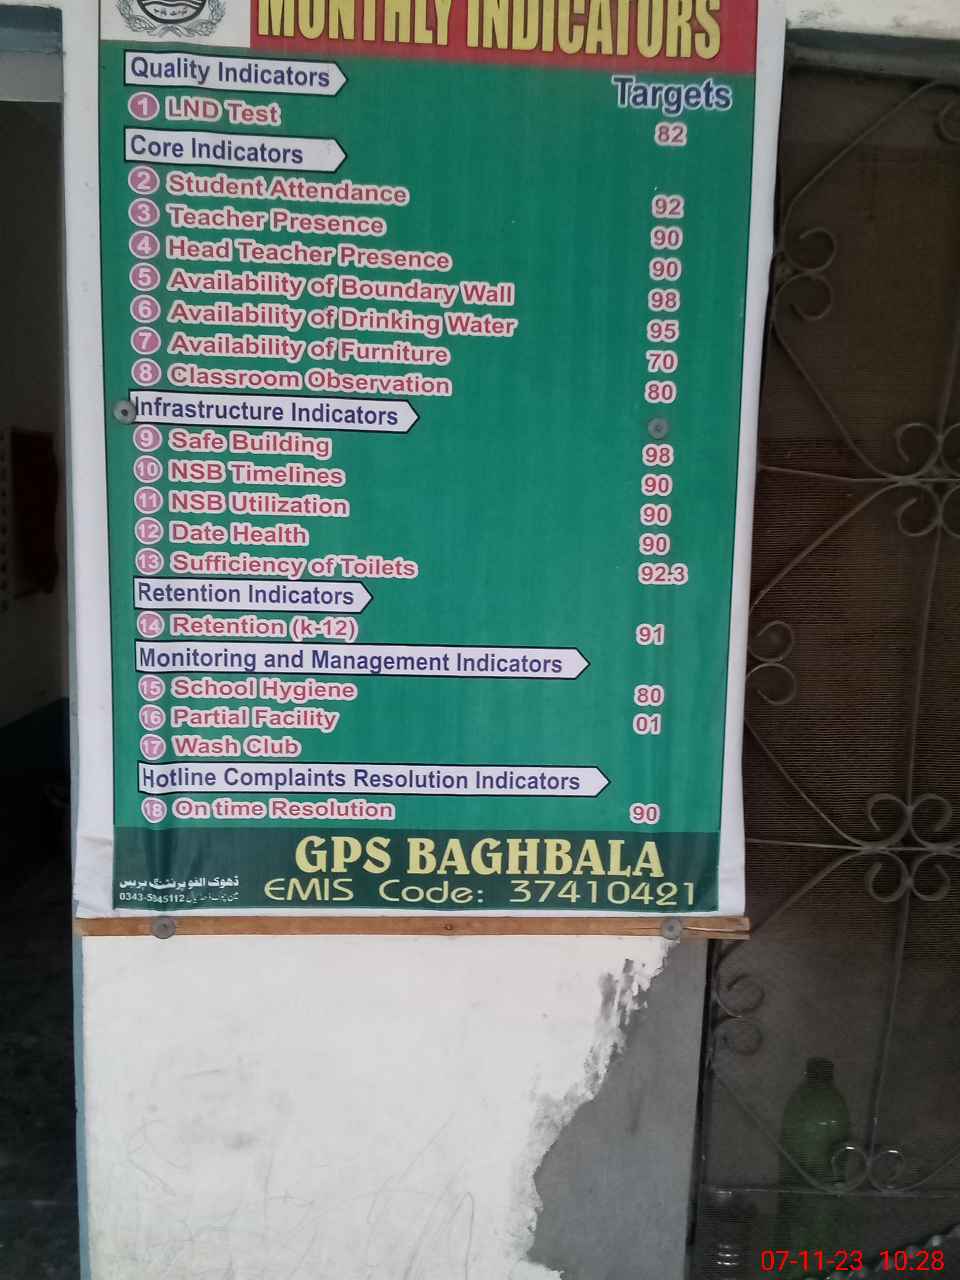 MONTHLY INDICATORS
Quality Indicators
Targets
1 LND Test 82
Core Indicators
2 Student Attendance 92
3 Teacher Presence 90
4 Head Teacher Presence 90
5 Availability of Boundary Wall 98
6 Availability of Drinking Water 95
7 Availability of Furniture 70
8 Classroom Observation 80
Infrastructure Indicators
9 Safe Building 98
10 NSB Timelines 90
11 NSB Utilization 90
12 Date Health 90
13 Sufficiency of Toilets 92.3
Retention Indicators
14 Retention (k-12) 91
Monitoring and Management Indicators
15 School Hygiene 80
16 Partial Facility 01
17 Wash Club
Hotline Complaints Resolution Indicators
18 On time Resolution 90
GPS BAGHBALA
EMIS Code: 37410421
ڈھوک الفو پرنٹنگ پریس
07-11-23 10:28